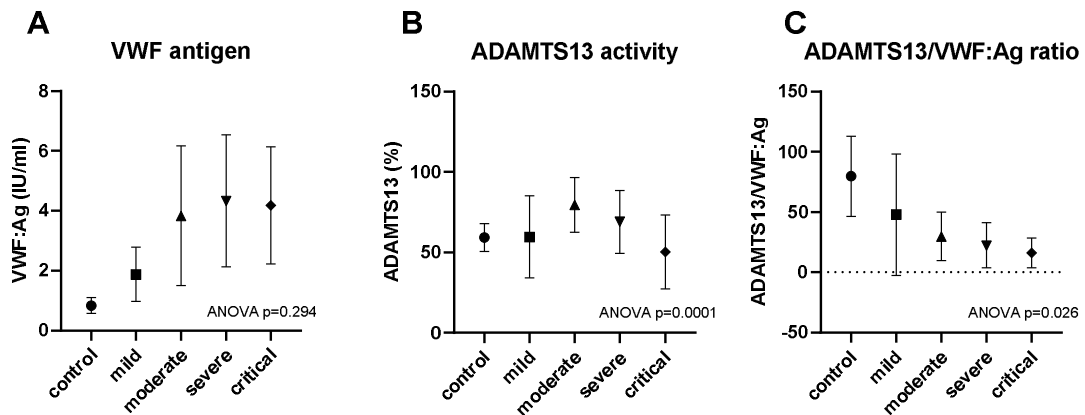 A
VWF antigen
VWF:Ag (IU/ml)
8
6
4
2
0
ANOVA p=0.294
control
mild
moderate
severe
critical
B
ADAMTS13 activity
ADAMTS13 (%)
150
100
50
0
ANOVA p=0.0001
control
mild
moderate
severe
critical
C
ADAMTS13/VWF:Ag ratio
ADAMTS13/VWF:Ag
150
100
50
0
-50
ANOVA p=0.026
control
mild
moderate
severe
critical